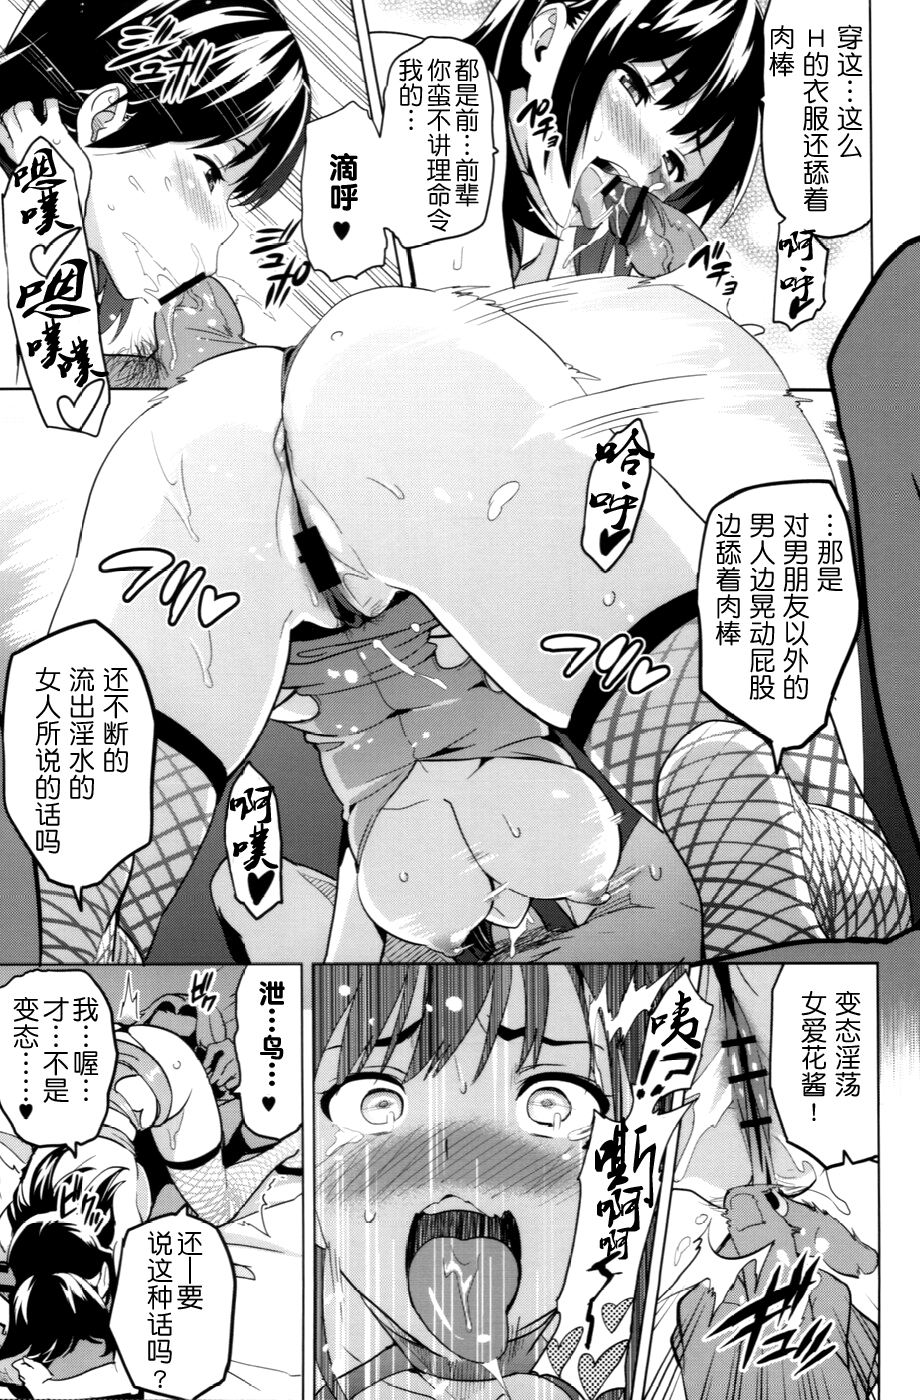 穿这…这么
H的衣服还舔着
肉棒
啊呼
都是前…前辈
你蛮不讲理命令
我的…
滴呼
嗯噗
嗯噗噗
哈呼
…那是
对男朋友以外的
男人边晃动屁股
边舔着肉棒
还不断的
流出淫水的
女人所说的话吗
啊噗
变态淫荡
女爱花酱！
咦!?
嘶啊啊
泄…鸟…
我…喔…
才…不是
变态……
还—要
说这种话吗？